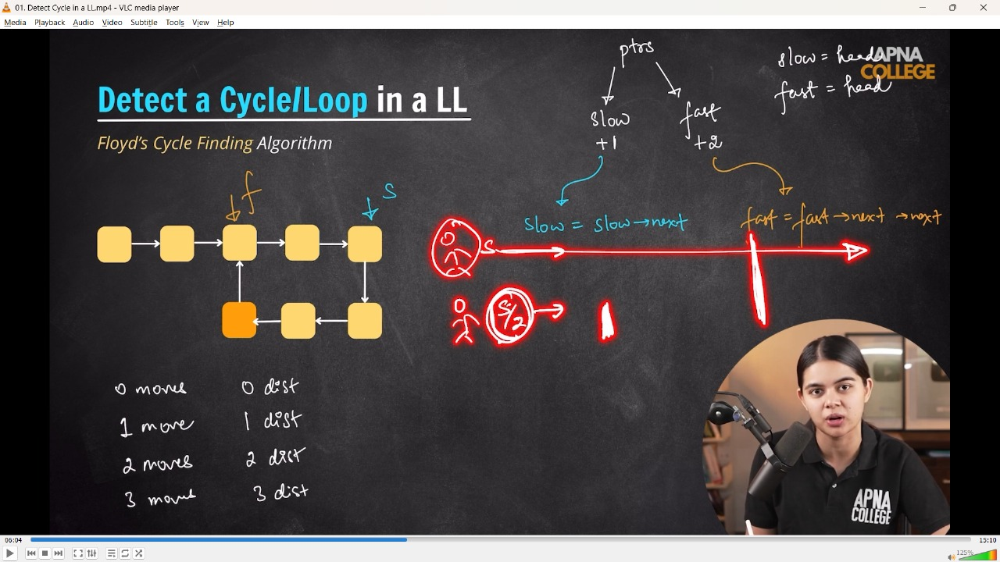 01. Detect Cycle in a LL.mp4 - VLC media player
Media Playback Audio Video Subtitle Tools View Help
ptrs
slow = head
fast = head
APNA
COLLEGE
Detect a Cycle/Loop in a LL
Floyd's Cycle Finding Algorithm
slow
+1
fast
+2
f
s
slow = slow→next
fast = fast→next→next
S
S/2
0 moves 0 dist
1 move 1 dist
2 moves 2 dist
3 moves 3 dist
APNA
COLLEGE
06:04
15:10
125%